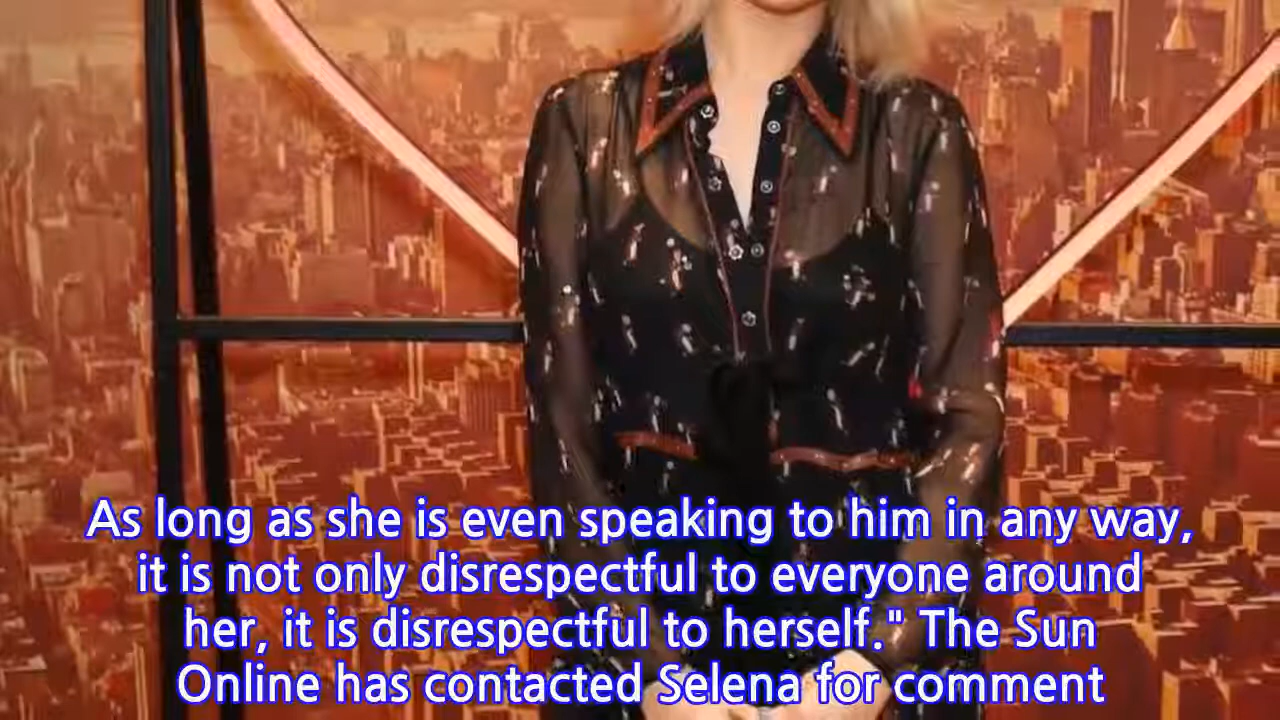 As long as she is even speaking to him in any way,
it is not only disrespectful to everyone around
her, it is disrespectful to herself." The Sun
Online has contacted Selena for comment